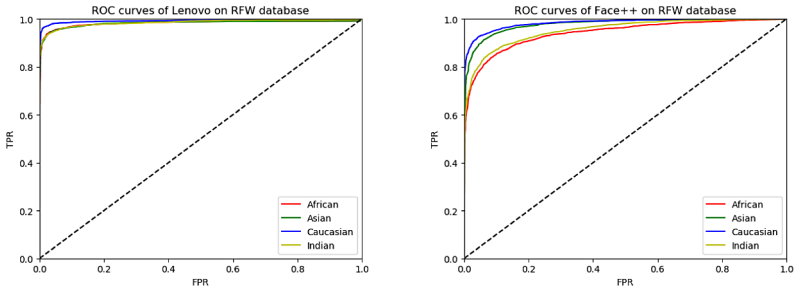 ROC curves of Lenovo on RFW database
1.0
0.8
0.6
0.4
0.2
0.0
TPR
African
Asian
Caucasian
Indian
0.0 0.2 0.4 0.6 0.8 1.0
FPR
ROC curves of Face++ on RFW database
1.0
0.8
0.6
0.4
0.2
0.0
TPR
African
Asian
Caucasian
Indian
0.0 0.2 0.4 0.6 0.8 1.0
FPR